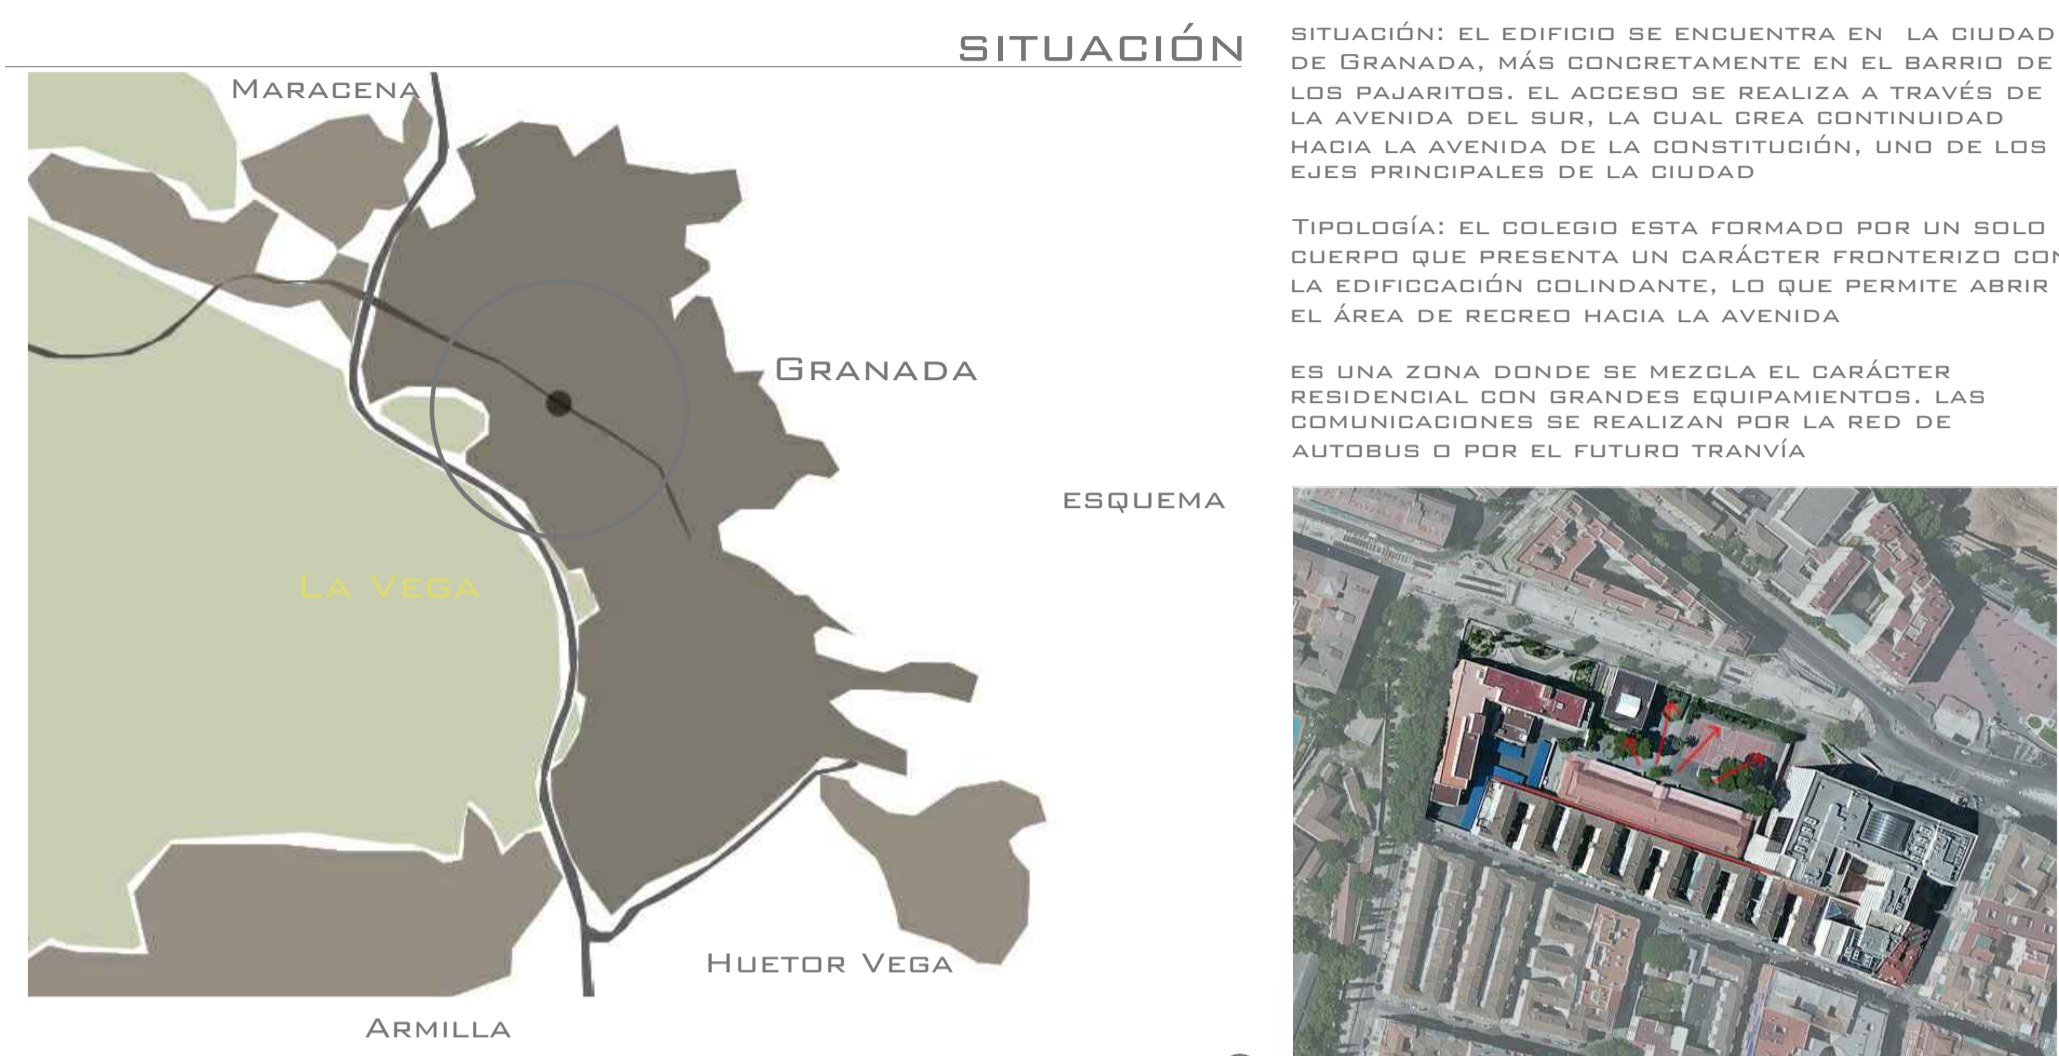 SITUACIÓN
MARACENA
GRANADA
ESQUEMA
LA VEGA
HUETOR VEGA
ARMILLA
SITUACIÓN: EL EDIFICIO SE ENCUENTRA EN LA CIUDAD
DE GRANADA, MÁS CONCRETAMENTE EN EL BARRIO DE
LOS PAJARITOS. EL ACCESO SE REALIZA A TRAVÉS DE
LA AVENIDA DEL SUR, LA CUAL CREA CONTINUIDAD
HACIA LA AVENIDA DE LA CONSTITUCIÓN, UNO DE LOS
EJES PRINCIPALES DE LA CIUDAD
TIPOLOGÍA: EL COLEGIO ESTA FORMADO POR UN SOLO
CUERPO QUE PRESENTA UN CARÁCTER FRONTERIZO CON
LA EDIFICCACIÓN COLINDANTE, LO QUE PERMITE ABRIR
EL ÁREA DE RECREO HACIA LA AVENIDA
ES UNA ZONA DONDE SE MEZCLA EL CARÁCTER
RESIDENCIAL CON GRANDES EQUIPAMIENTOS. LAS
COMUNICACIONES SE REALIZAN POR LA RED DE
AUTOBUS O POR EL FUTURO TRANVÍA